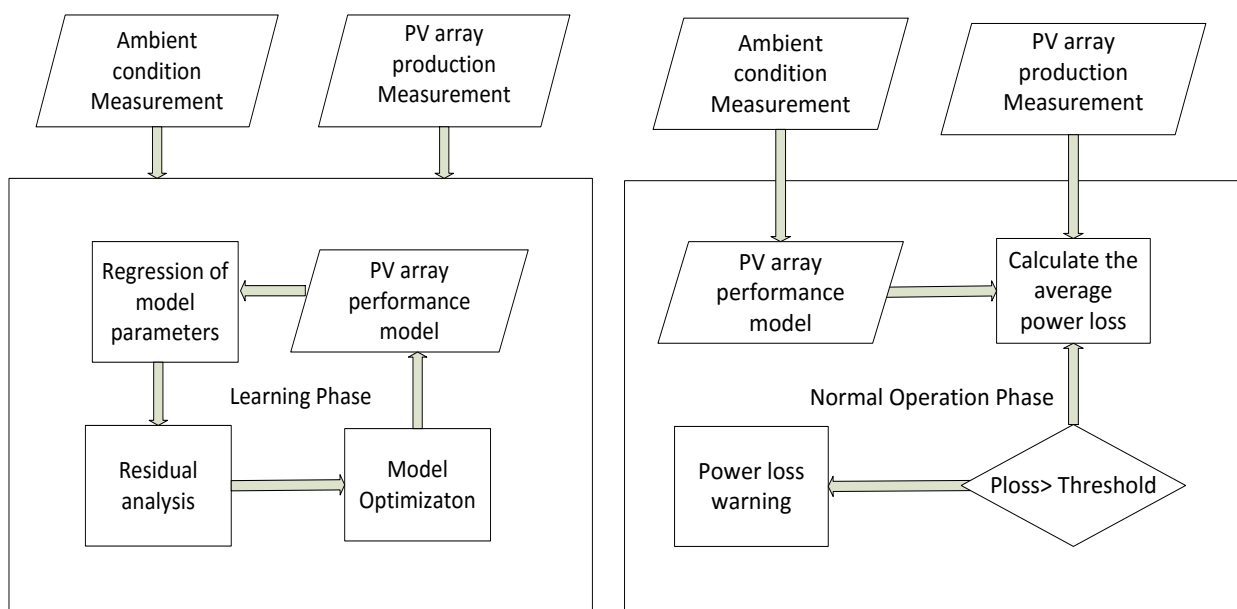 Ambient
condition
Measurement
PV array
production
Measurement
Regression of
model
parameters
PV array
performance
model
Learning Phase
Residual
analysis
Model
Optimizaton
Ambient
condition
Measurement
PV array
production
Measurement
PV array
performance
model
Calculate the
average
power loss
Normal Operation Phase
Power loss
warning
Ploss> Threshold